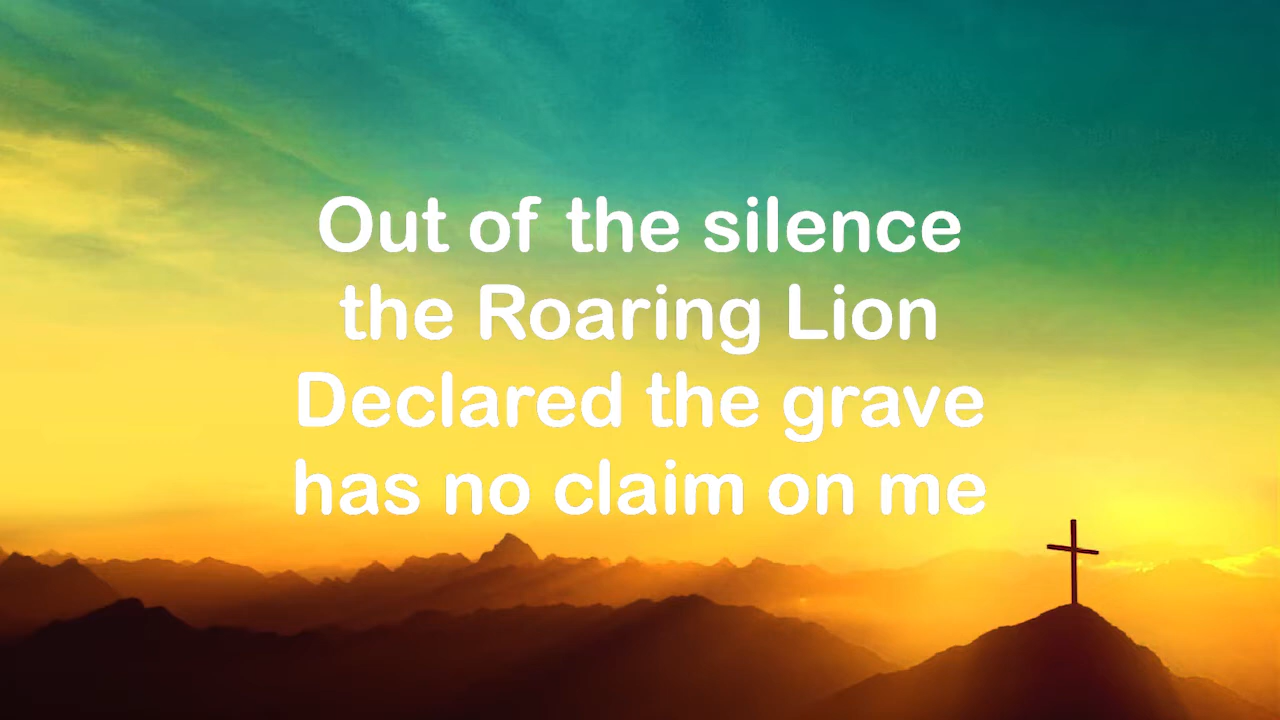 Out of the silence
the Roaring Lion
Declared the grave
has no claim on me